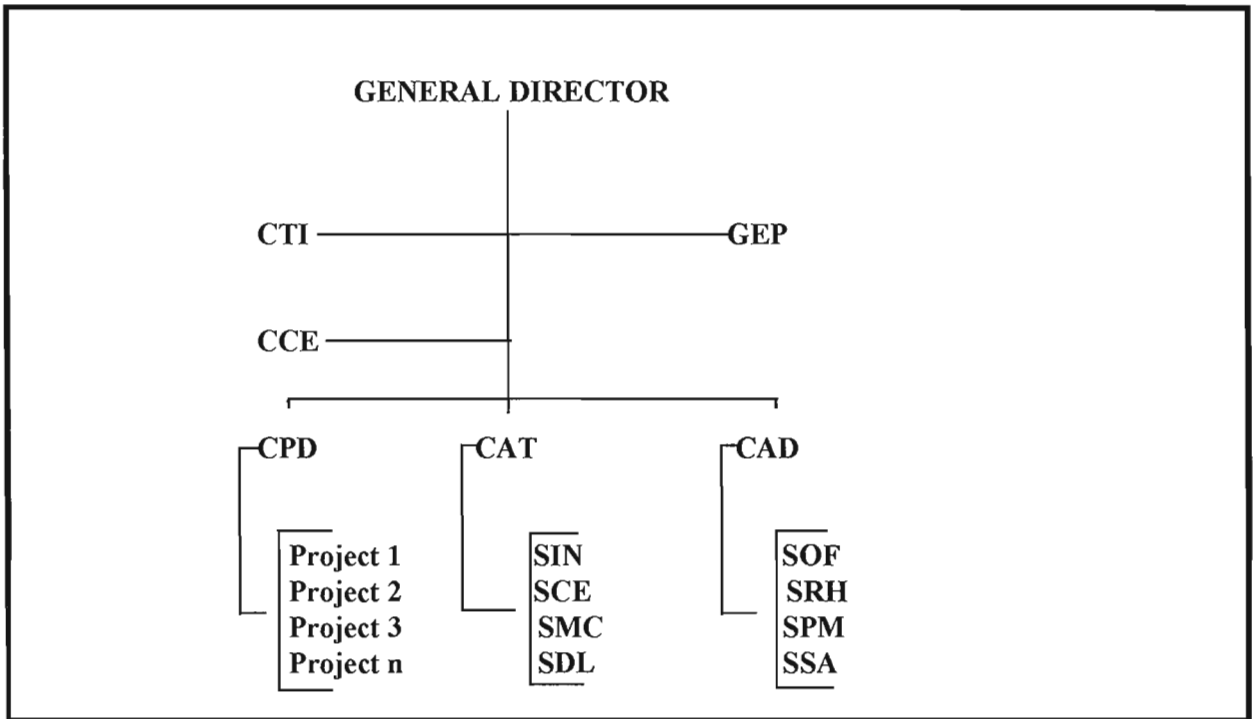 GENERAL DIRECTOR
CTI GEP
CCE
CPD CAT CAD
Project 1 SIN SOF
Project 2 SCE SRH
Project 3 SMC SPM
Project n SDL SSA